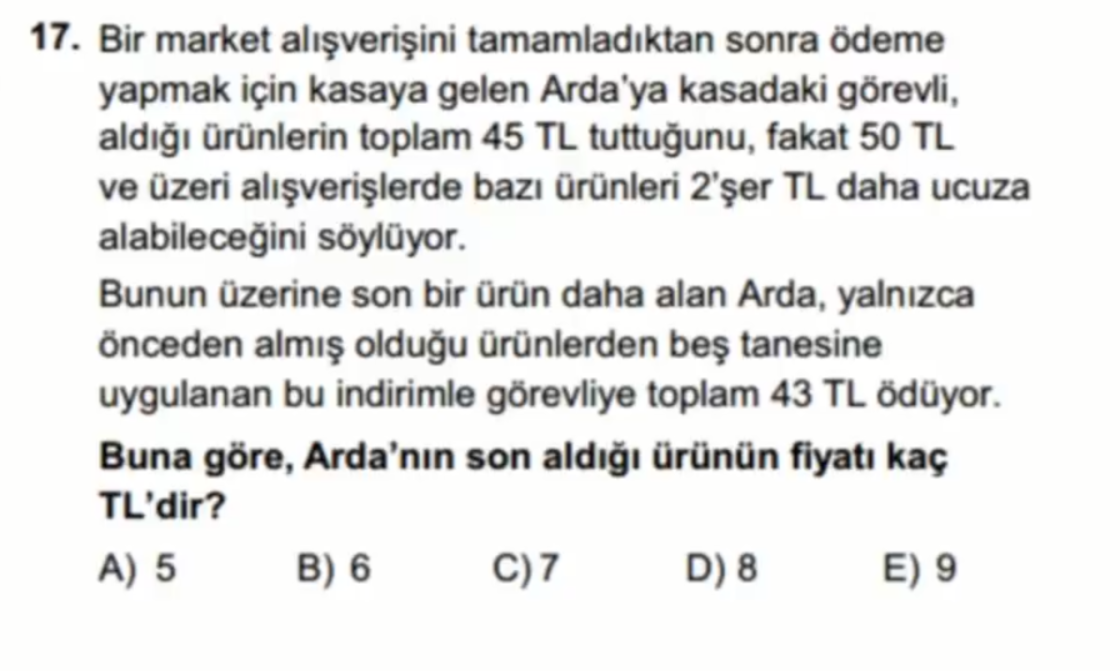 17. Bir market alışverişini tamamladıktan sonra ödeme
yapmak için kasaya gelen Arda'ya kasadaki görevli,
aldığı ürünlerin toplam 45 TL tuttuğunu, fakat 50 TL
ve üzeri alışverişlerde bazı ürünleri 2'şer TL daha ucuza
alabileceğini söylüyor.
Bunun üzerine son bir ürün daha alan Arda, yalnızca
önceden almış olduğu ürünlerden beş tanesine
uygulanan bu indirimle görevliye toplam 43 TL ödüyor.
Buna göre, Arda'nın son aldığı ürünün fiyatı kaç
TL'dir?
A) 5 B) 6 C) 7 D) 8 E) 9